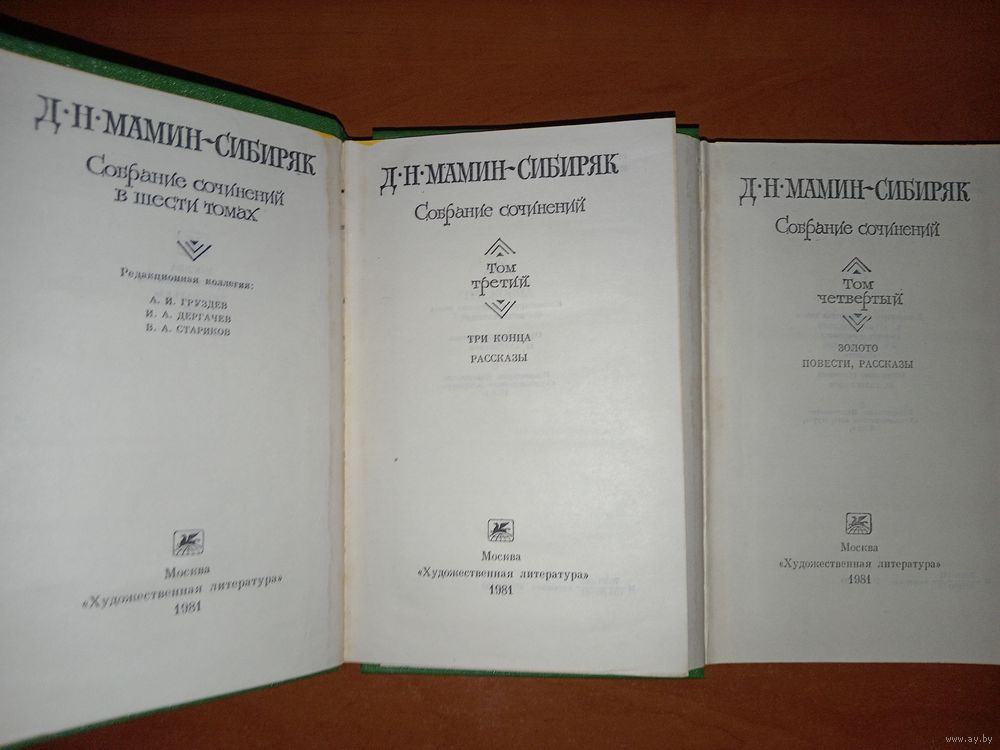 Д·Н·МАМИН-СИБИРЯК
Собрание сочинений
в шести томах
Редакционная коллегия:
А. И. ГРУЗДЕВ
И. А. ДЕРГАЧЕВ
В. А. СТАРИКОВ
Москва
«Художественная литература»
1981
Д·Н·МАМИН-СИБИРЯК
Собрание сочинений
Том
третий
ТРИ КОНЦА
РАССКАЗЫ
Москва
«Художественная литература»
1981
Д·Н·МАМИН-СИБИРЯК
Собрание сочинений
Том
четвертый
ЗОЛОТО
ПОВЕСТИ, РАССКАЗЫ
Москва
«Художественная литература»
1981
www.ay.by